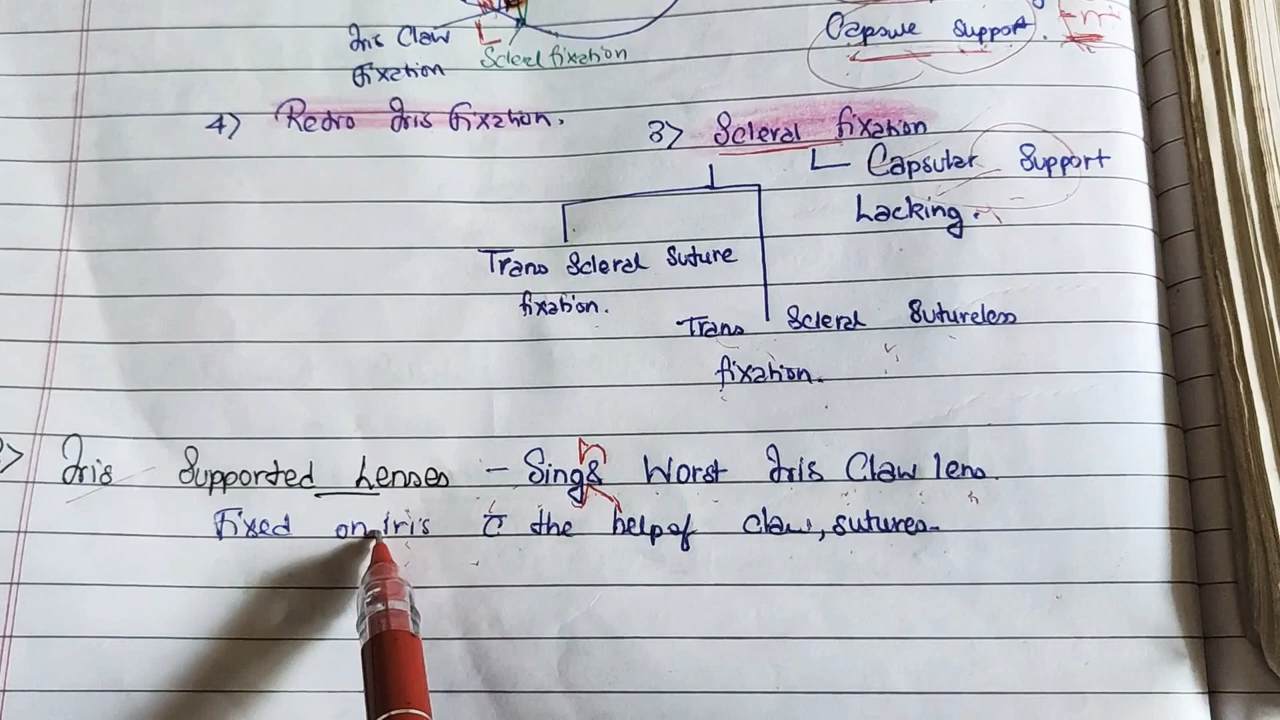 Iris Claw
fixation
Scleral fixation
Capsule Support.
4) Retro Iris fixation.
3) Scleral fixation
Capsular Support
Lacking.
Trans Scleral Suture
fixation.
Trans Scleral Sutureless
fixation.
Iris Supported Lenses - Sing& Worst Iris Claw lens.
Fixed on Iris c̄ the help of claw, sutures